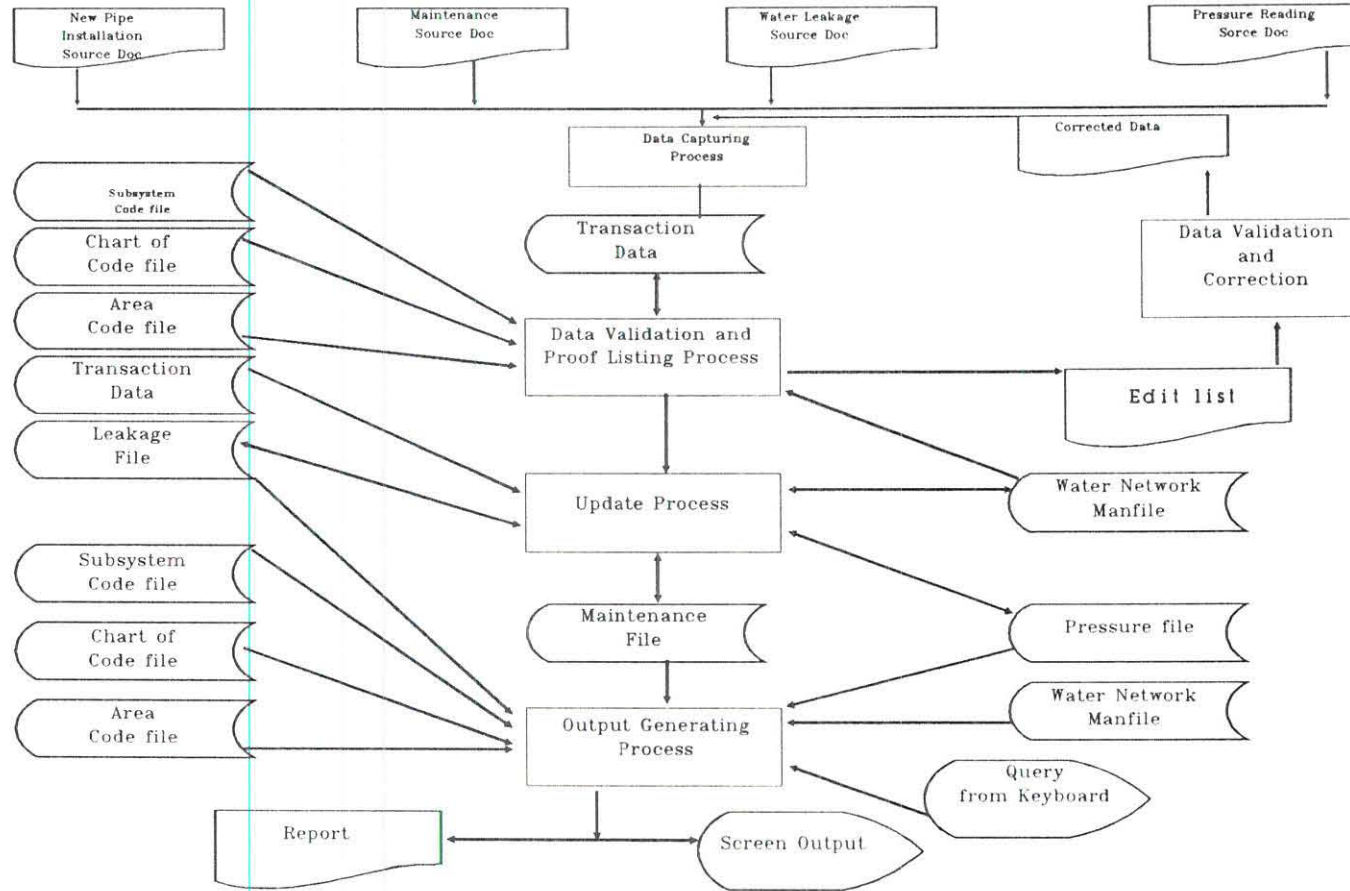 New Pipe
Installation
Source Doc
Maintenance
Source Doc
Water Leakage
Source Doc
Pressure Reading
Sorce Doc
Data Capturing
Process
Corrected Data
Subsystem
Code file
Transaction
Data
Data Validation
and
Correction
Chart of
Code file
Area
Code file
Data Validation and
Proof Listing Process
Transaction
Data
Edit list
Leakage
File
Update Process
Water Network
Manfile
Subsystem
Code file
Maintenance
File
Pressure file
Chart of
Code file
Water Network
Manfile
Area
Code file
Output Generating
Process
Query
from Keyboard
Report
Screen Output